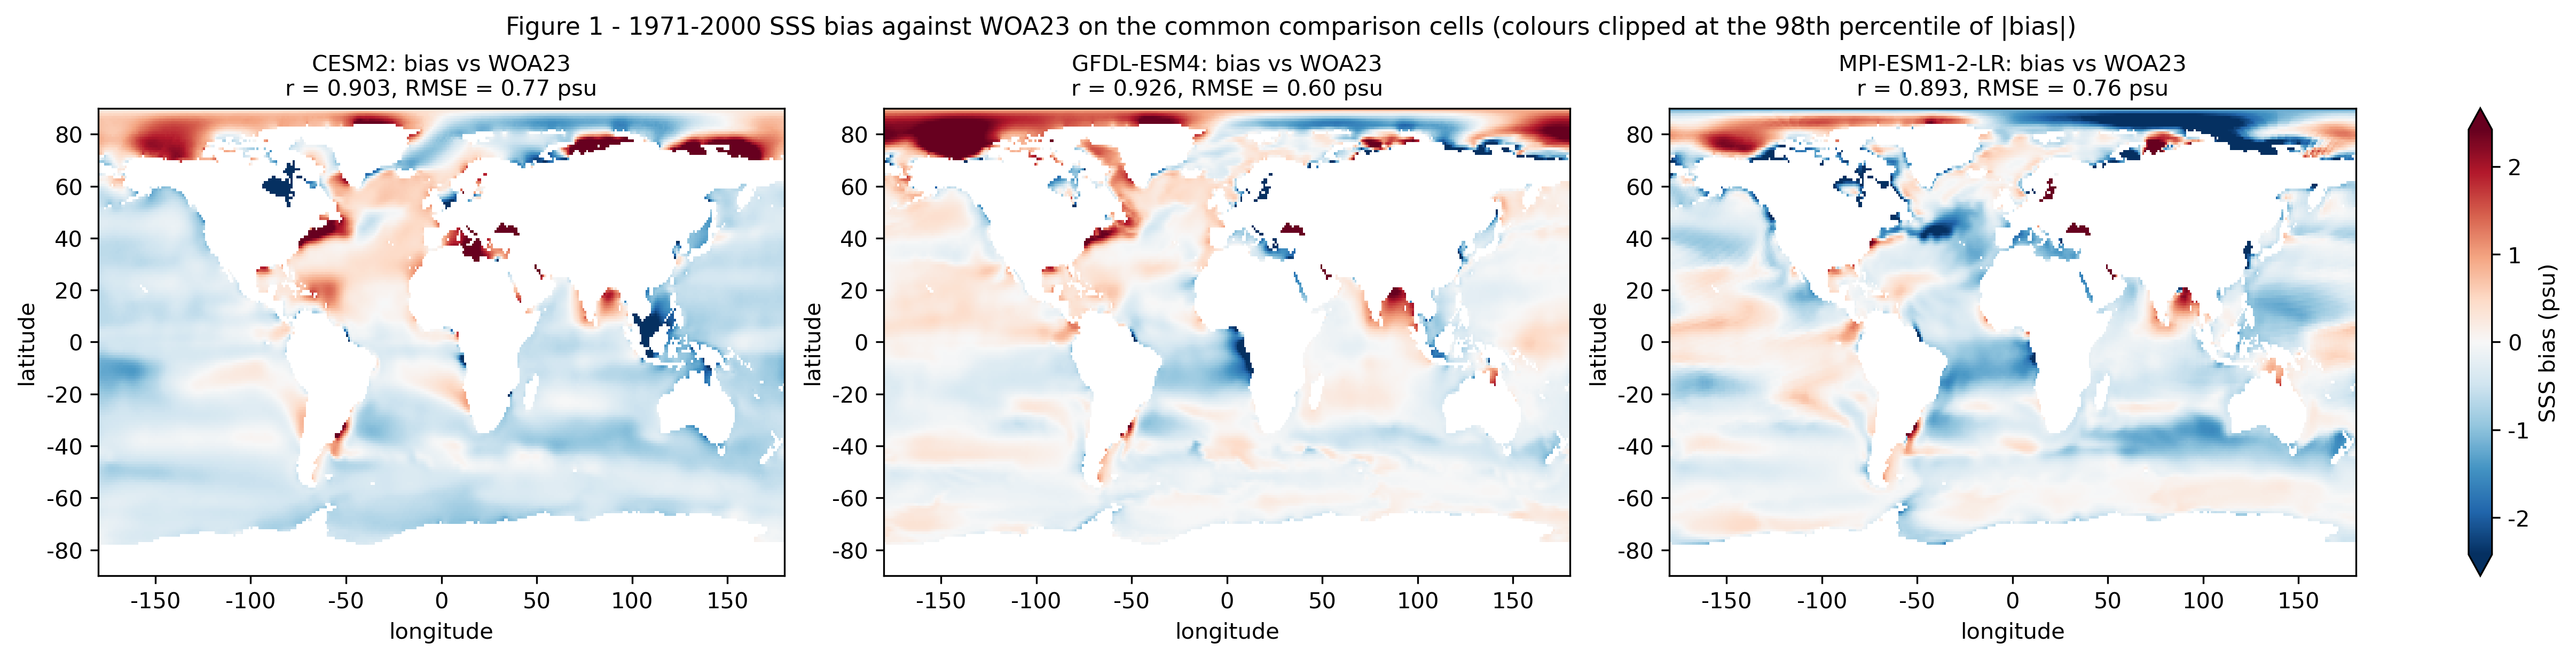 Figure 1 - 1971-2000 SSS bias against WOA23 on the common comparison cells (colours clipped at the 98th percentile of |bias|)
CESM2: bias vs WOA23
r = 0.903, RMSE = 0.77 psu
80
60
40
20
0
-20
-40
-60
-80
latitude
-150 -100 -50 0 50 100 150
longitude
GFDL-ESM4: bias vs WOA23
r = 0.926, RMSE = 0.60 psu
80
60
40
20
0
-20
-40
-60
-80
latitude
-150 -100 -50 0 50 100 150
longitude
MPI-ESM1-2-LR: bias vs WOA23
r = 0.893, RMSE = 0.76 psu
80
60
40
20
0
-20
-40
-60
-80
latitude
-150 -100 -50 0 50 100 150
longitude
2
1
0
-1
-2
SSS bias (psu)